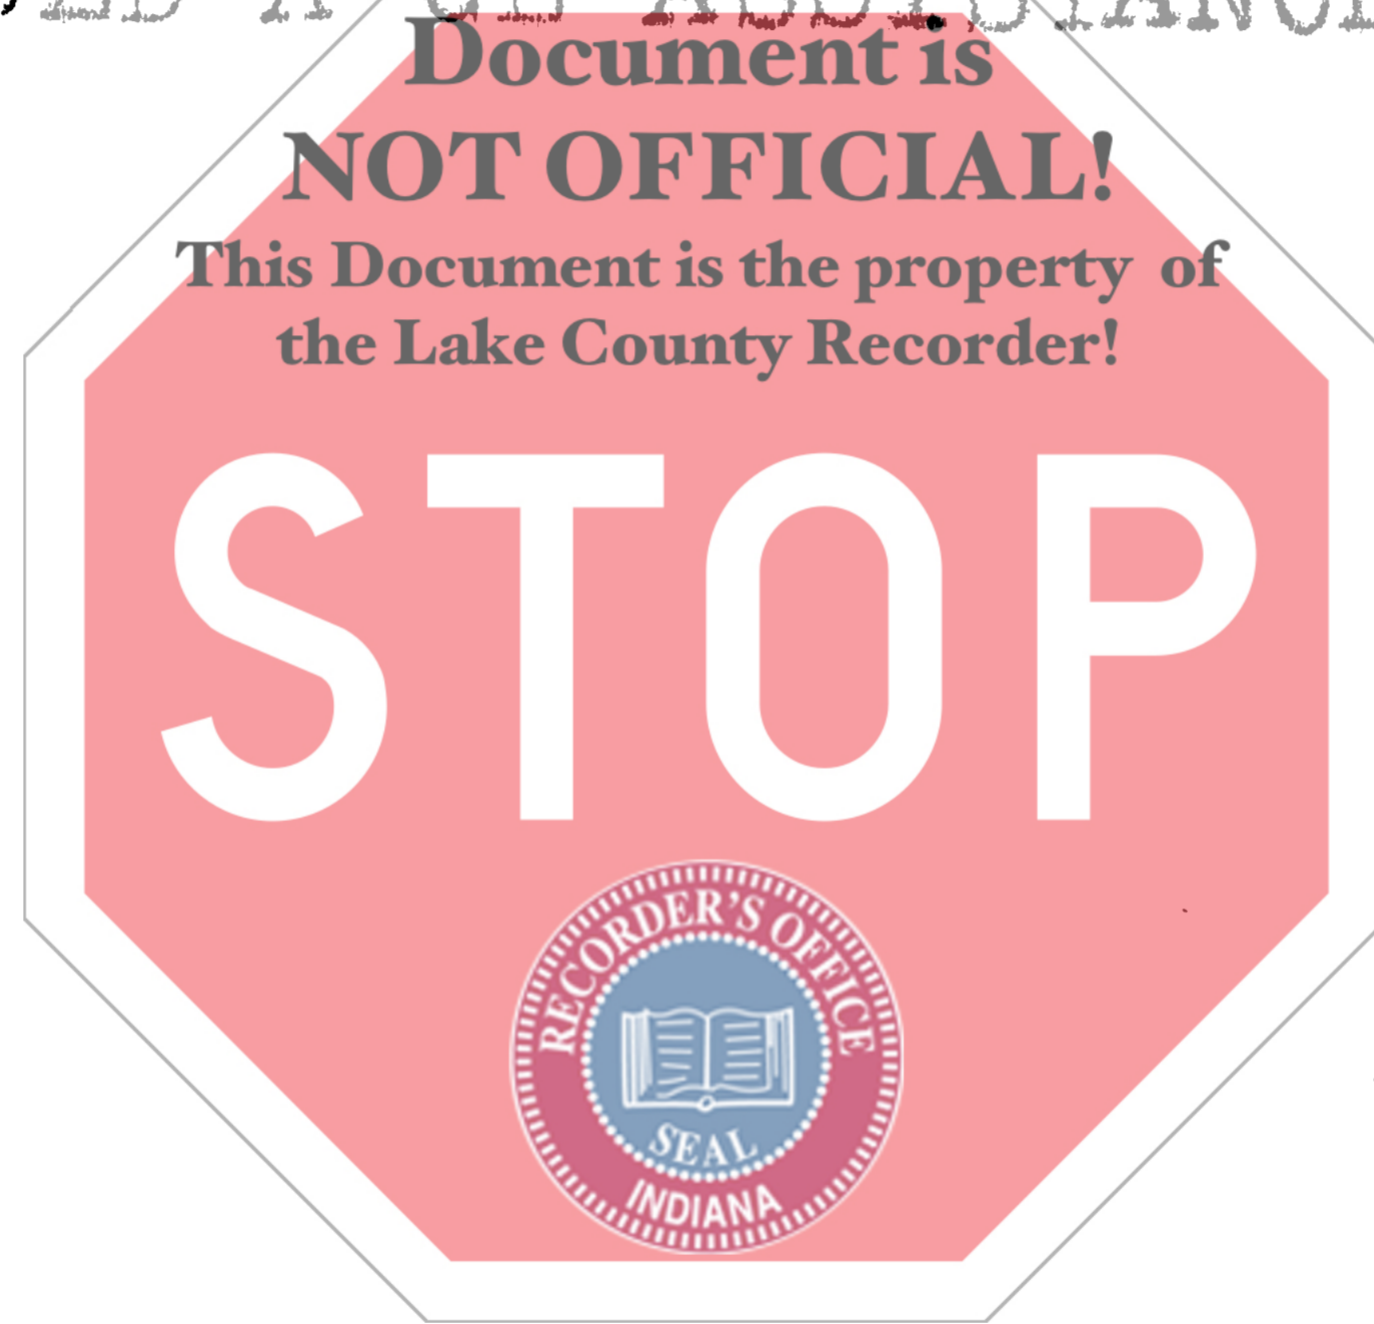 Document is
NOT OFFICIAL!
This Document is the property of
the Lake County Recorder!
STOP
RECORDER'S OFFICE
SEAL
INDIANA